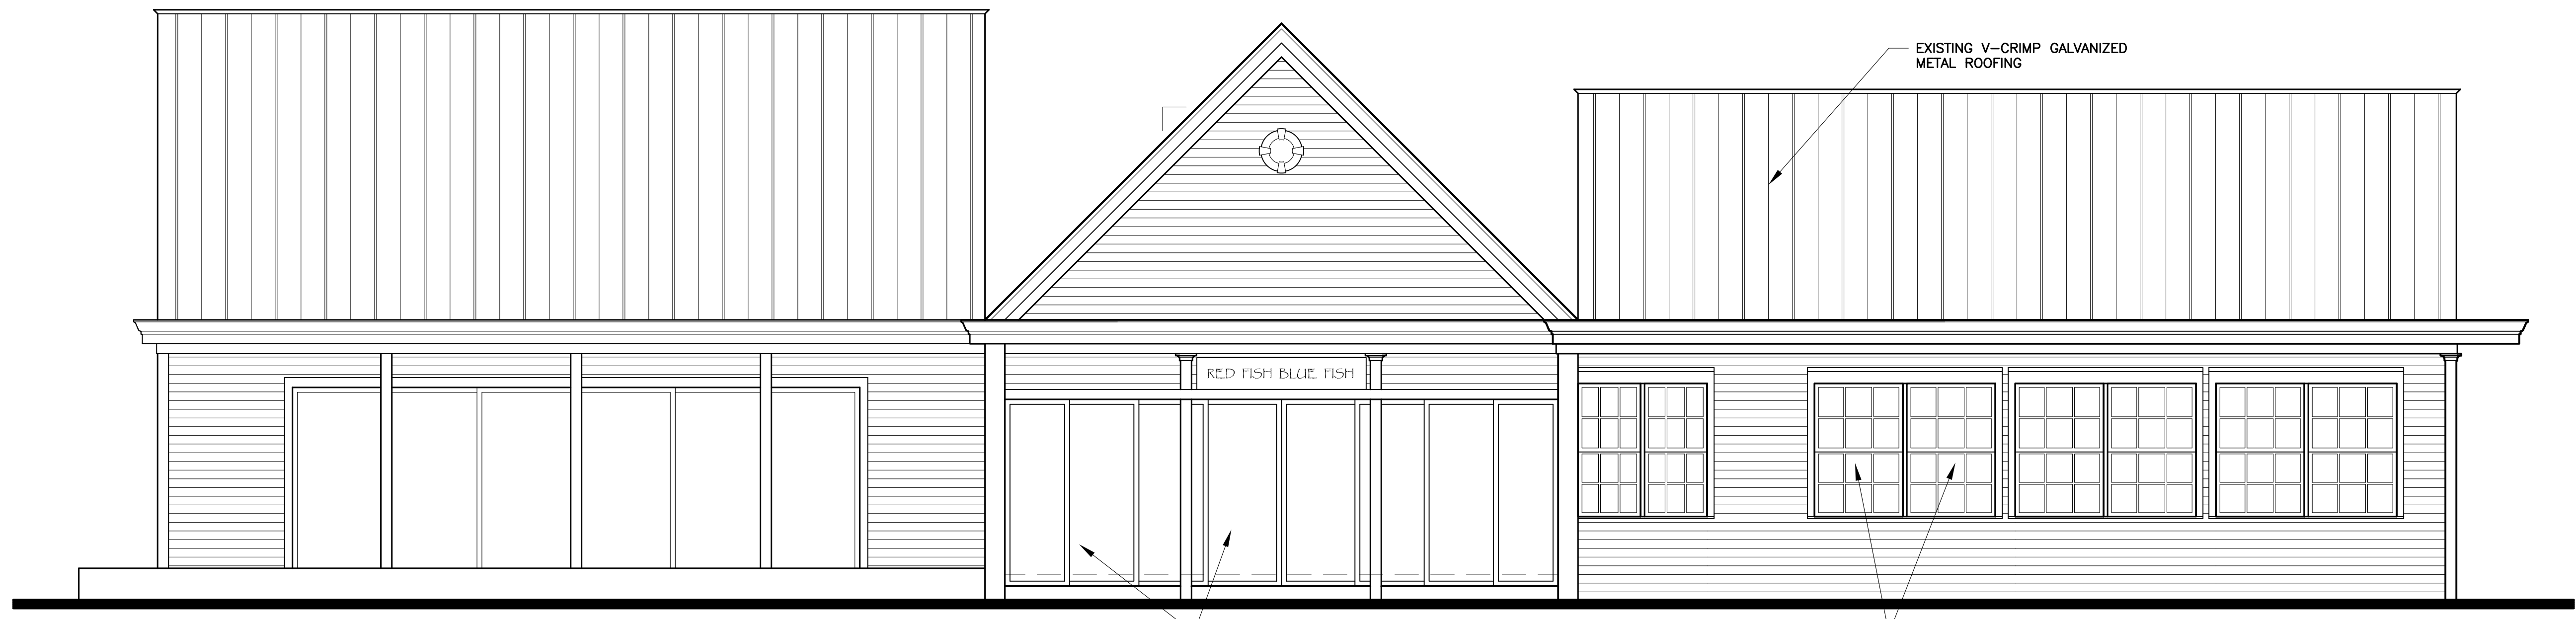 EXISTING V-CRIMP GALVANIZED
METAL ROOFING
RED FISH BLUE FISH